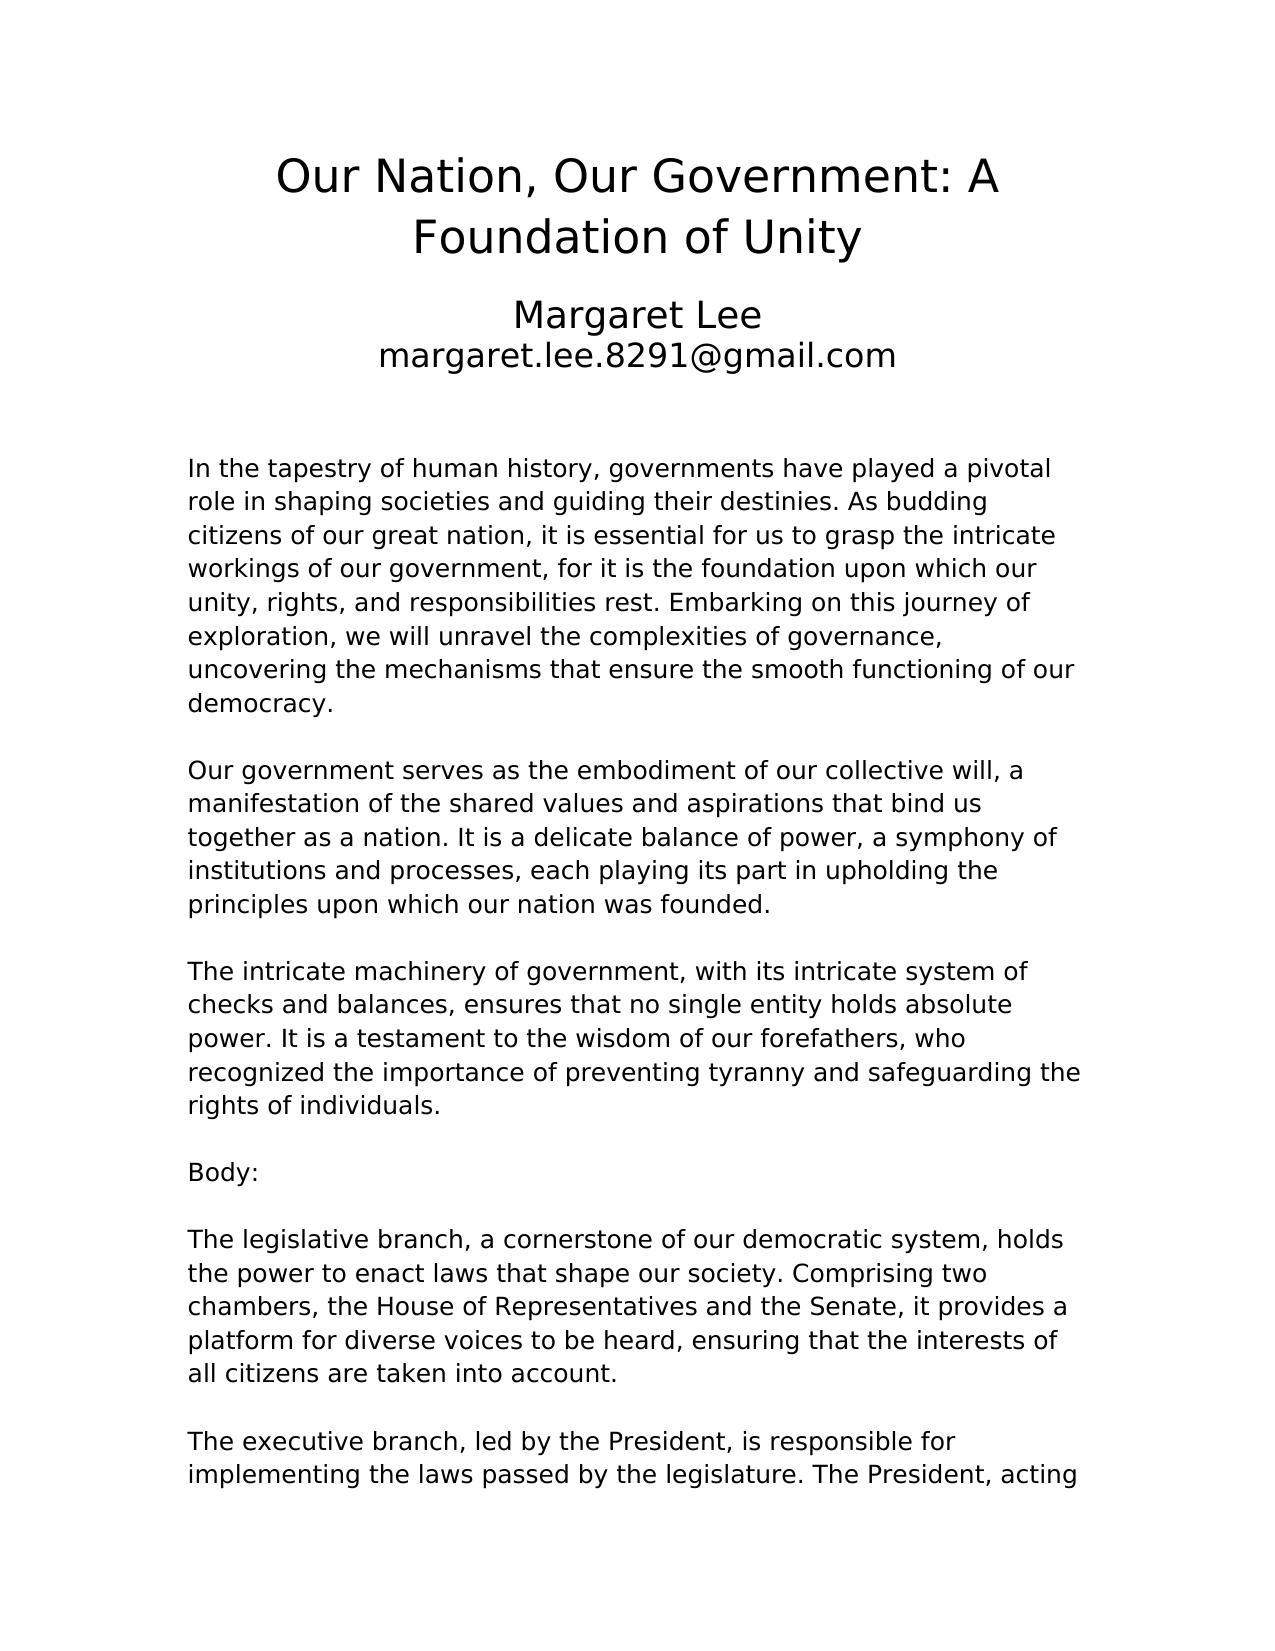 Our Nation, Our Government: A
Foundation of Unity
Margaret Lee
margaret.lee.8291@gmail.com
In the tapestry of human history, governments have played a pivotal
role in shaping societies and guiding their destinies. As budding
citizens of our great nation, it is essential for us to grasp the intricate
workings of our government, for it is the foundation upon which our
unity, rights, and responsibilities rest. Embarking on this journey of
exploration, we will unravel the complexities of governance,
uncovering the mechanisms that ensure the smooth functioning of our
democracy.
Our government serves as the embodiment of our collective will, a
manifestation of the shared values and aspirations that bind us
together as a nation. It is a delicate balance of power, a symphony of
institutions and processes, each playing its part in upholding the
principles upon which our nation was founded.
The intricate machinery of government, with its intricate system of
checks and balances, ensures that no single entity holds absolute
power. It is a testament to the wisdom of our forefathers, who
recognized the importance of preventing tyranny and safeguarding the
rights of individuals.
Body:
The legislative branch, a cornerstone of our democratic system, holds
the power to enact laws that shape our society. Comprising two
chambers, the House of Representatives and the Senate, it provides a
platform for diverse voices to be heard, ensuring that the interests of
all citizens are taken into account.
The executive branch, led by the President, is responsible for
implementing the laws passed by the legislature. The President, acting